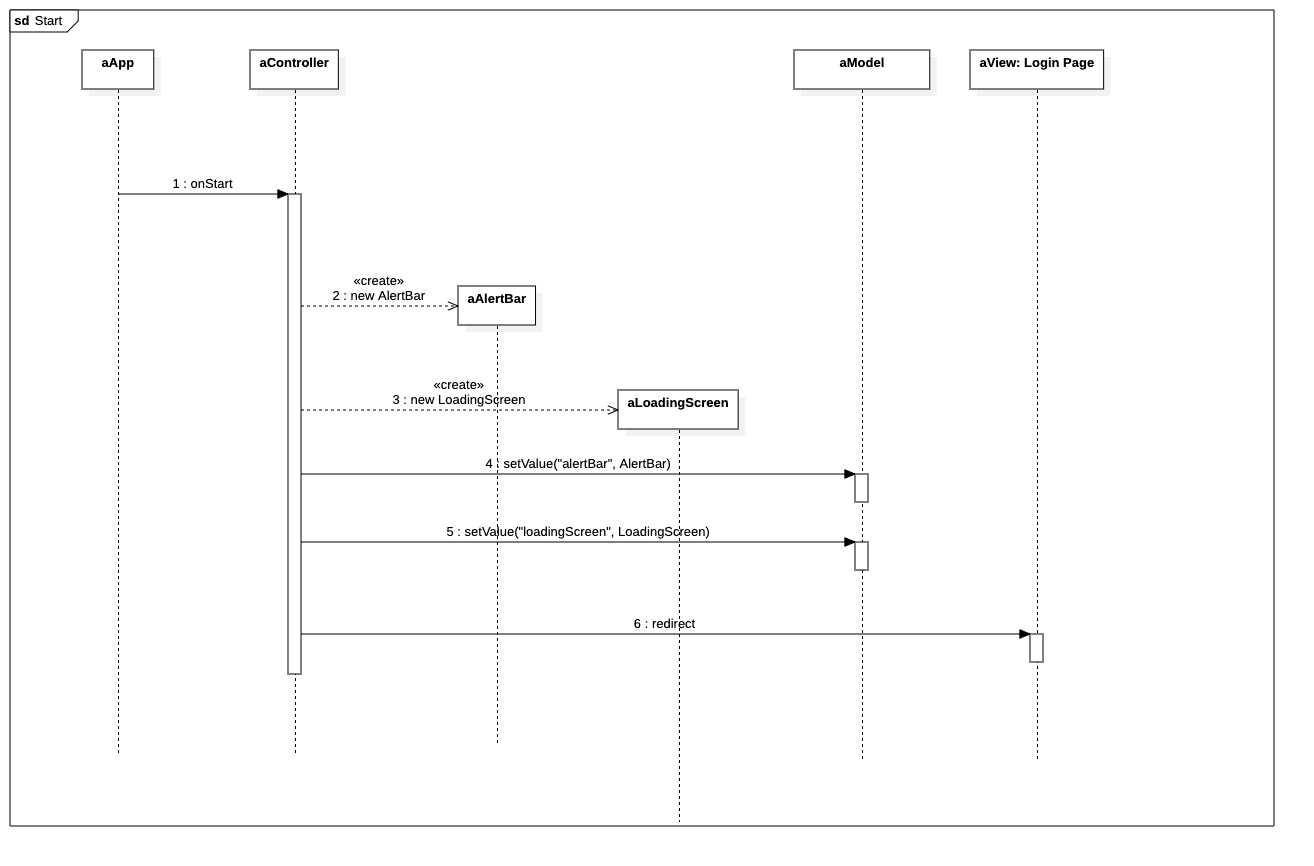 sd Start
aApp
aController
aModel
aView: Login Page
1 : onStart
«create»
2 : new AlertBar
aAlertBar
«create»
3 : new LoadingScreen
aLoadingScreen
4 : setValue("alertBar", AlertBar)
5 : setValue("loadingScreen", LoadingScreen)
6 : redirect